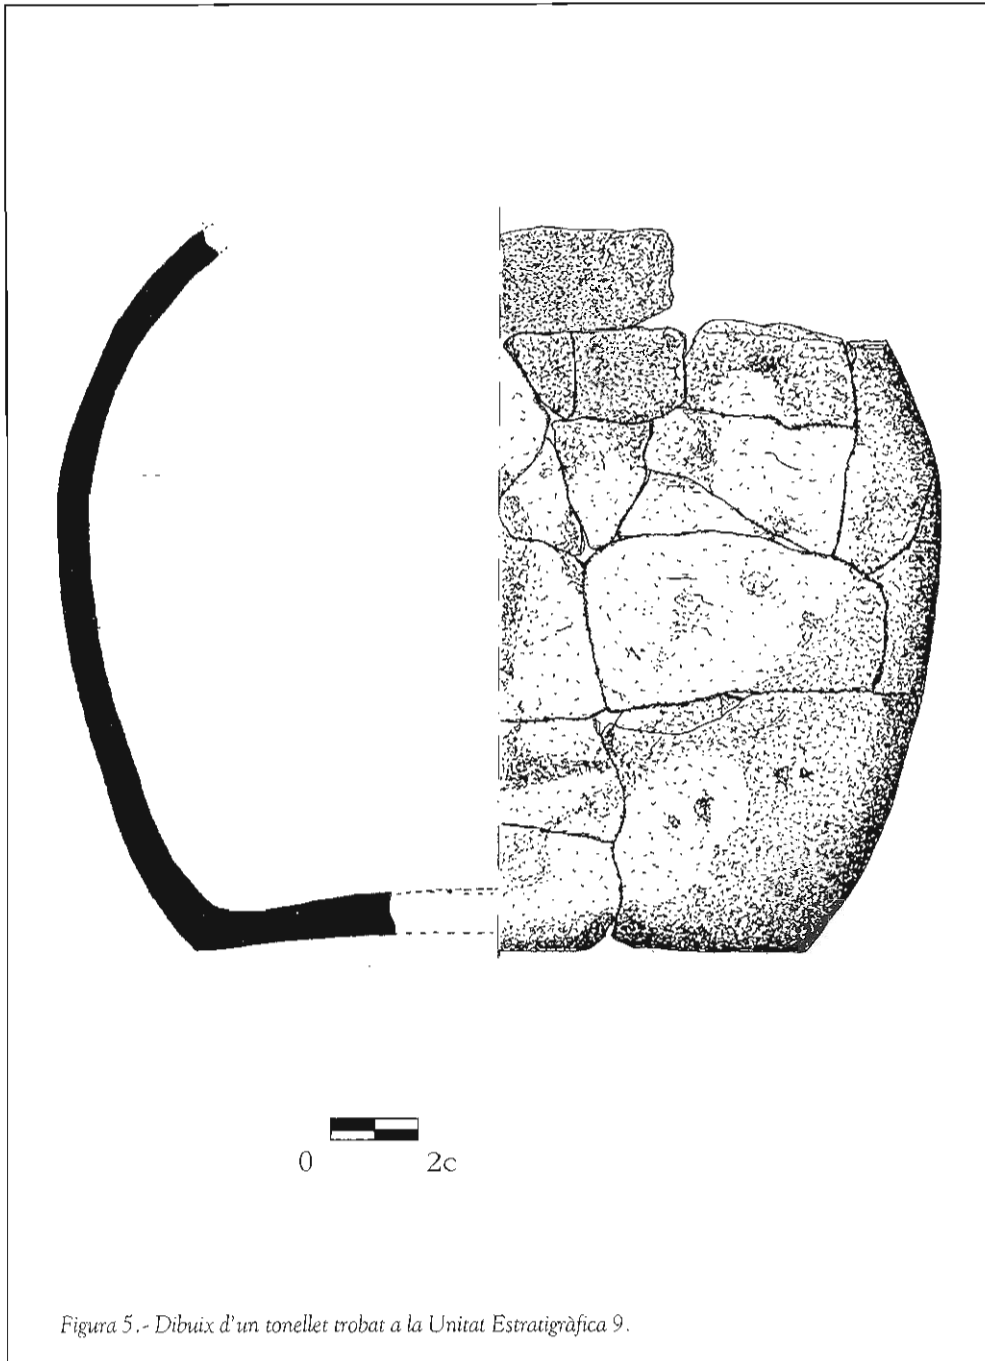 0 2c
Figura 5.- Dibuix d'un tonellet trobat a la Unitat Estratigràfica 9.